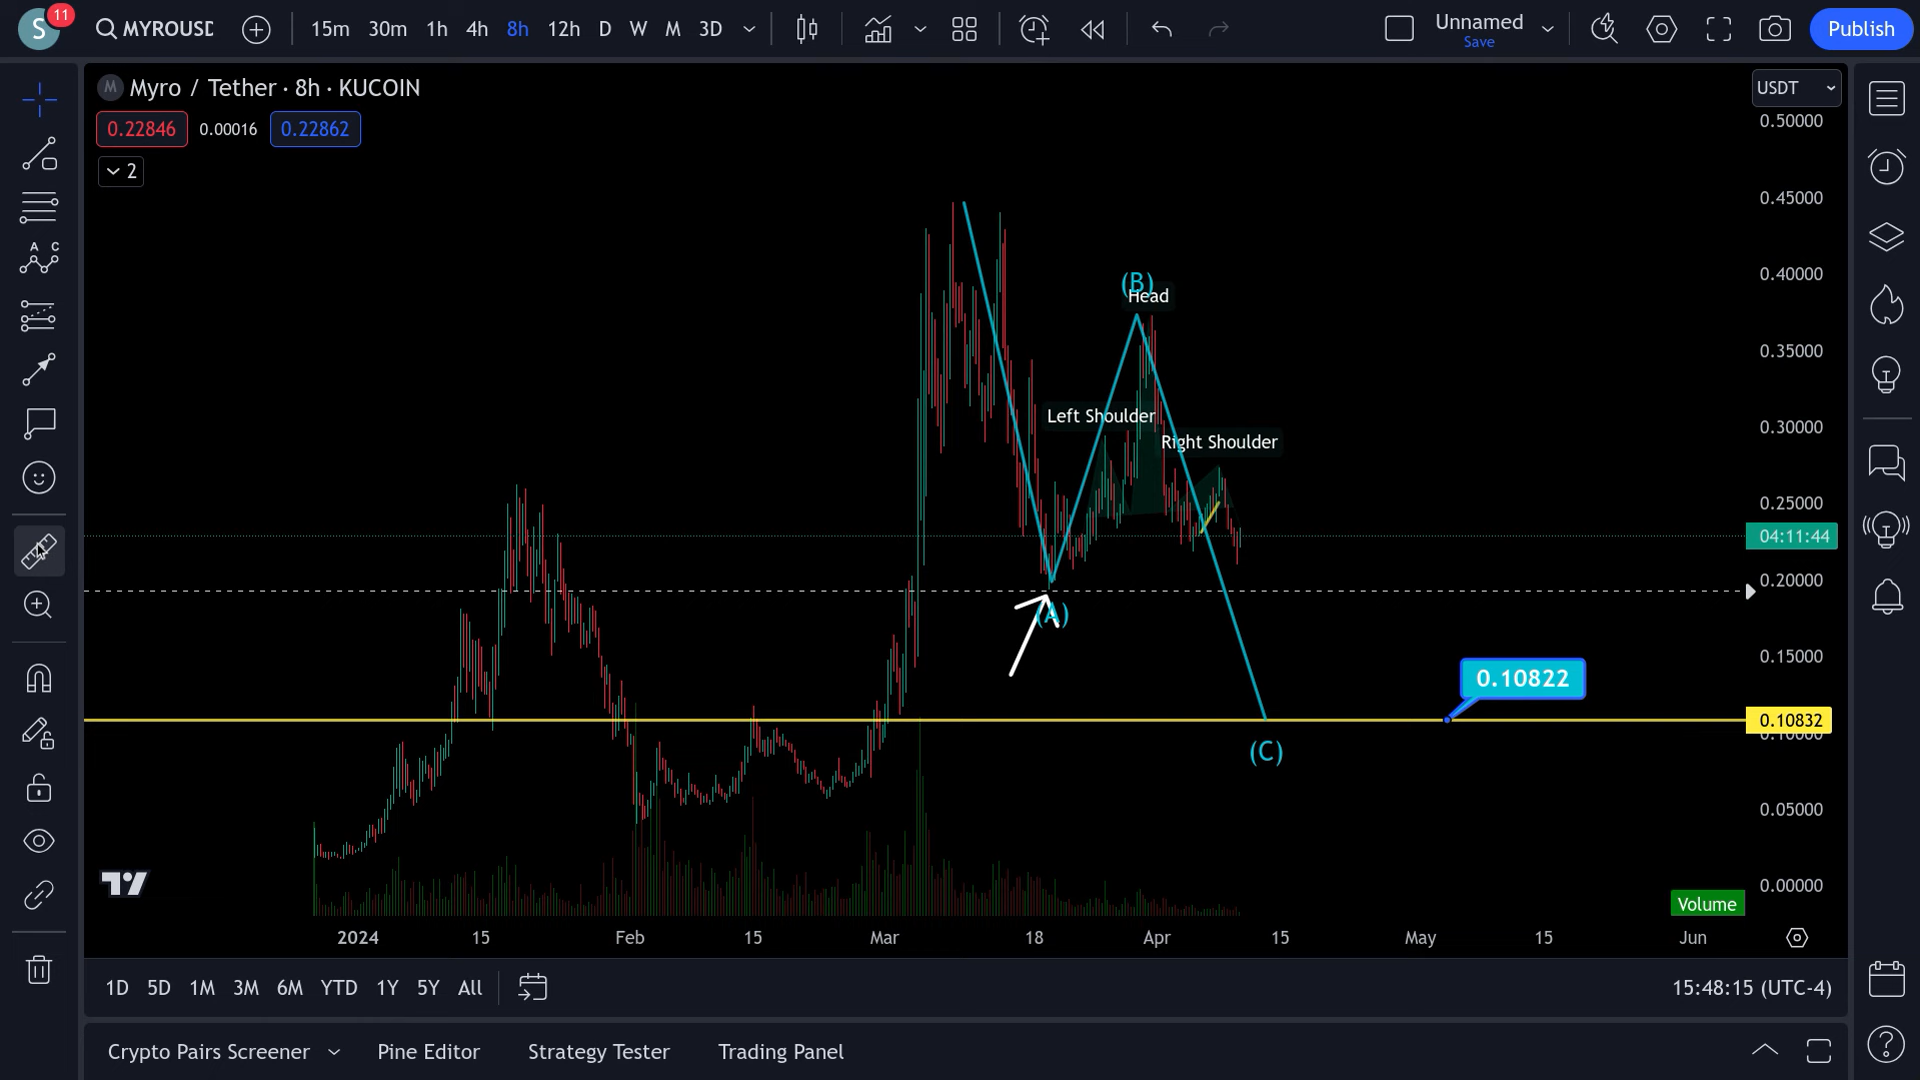 S
11
MYROUSD
15m 30m 1h 4h 8h 12h D W M 3D
Unnamed
Save
Publish
M Myro / Tether · 8h · KUCOIN
0.22846 0.00016 0.22862
2
USDT
0.50000
0.45000
0.40000
0.35000
0.30000
0.25000
04:11:44
0.20000
0.15000
0.10832
0.10000
0.05000
0.00000
A C
(B)
Head
Left Shoulder
Right Shoulder
(A)
0.10822
(C)
Volume
2024 15 Feb 15 Mar 18 Apr 15 May 15 Jun
1D 5D 1M 3M 6M YTD 1Y 5Y All
15:48:15 (UTC-4)
Crypto Pairs Screener Pine Editor Strategy Tester Trading Panel